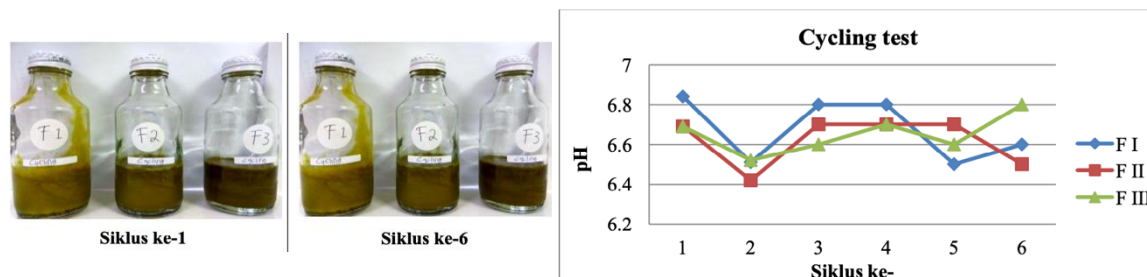 F1
Cycling
F2
Cycling
F3
Cycling
Siklus ke-1
F1
Cycling
F2
Cycling
F3
Cycling
Siklus ke-6
Cycling test
pH
7
6.8
6.6
6.4
6.2
1 2 3 4 5 6
Siklus ke-
F I
F II
F III